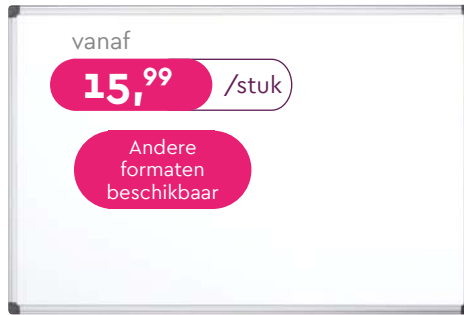 vanaf
15,99 /stuk
Andere
formaten
beschikbaar